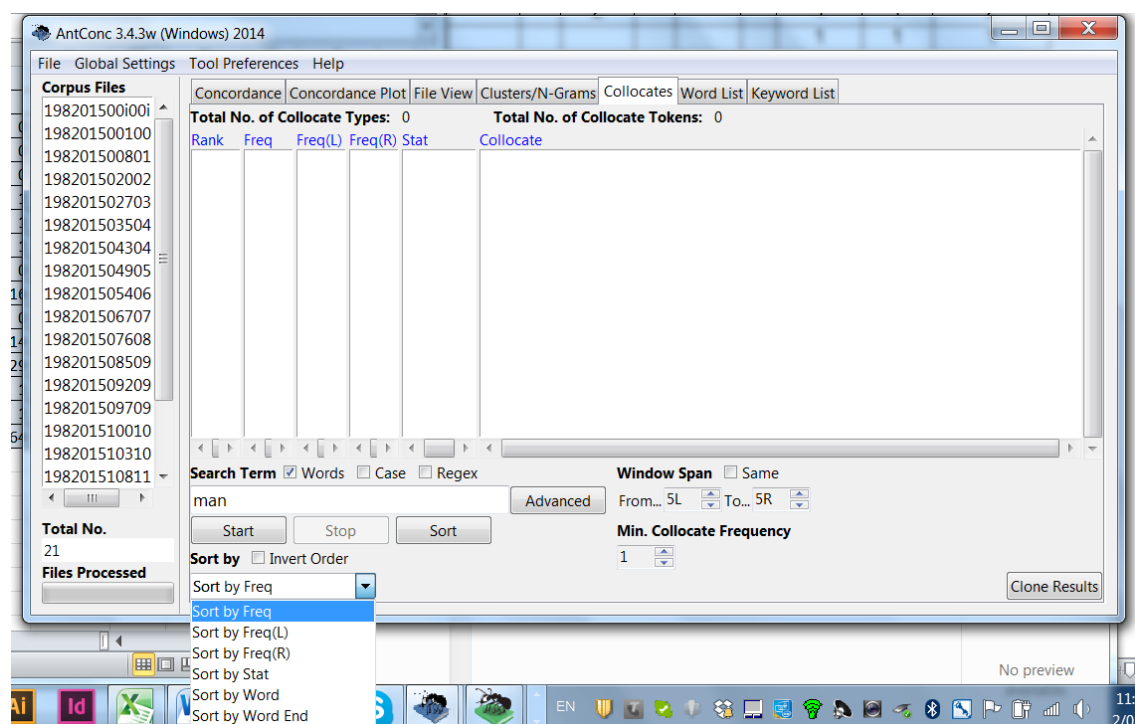 AntConc 3.4.3w (Windows) 2014
File Global Settings Tool Preferences Help
Corpus Files
198201500i00i
198201500100
198201500801
198201502002
198201502703
198201503504
198201504304
198201504905
198201505406
198201506707
198201507608
198201508509
198201509209
198201509709
198201510010
198201510310
198201510811
Total No.
21
Files Processed
Concordance Concordance Plot File View Clusters/N-Grams Collocates Word List Keyword List
Total No. of Collocate Types: 0 Total No. of Collocate Tokens: 0
Rank Freq Freq(L) Freq(R) Stat Collocate
Search Term Words Case Regex Window Span Same
man Advanced From... 5L To... 5R
Start Stop Sort Min. Collocate Frequency
Sort by Invert Order 1
Sort by Freq Clone Results
Sort by Freq
Sort by Freq(L)
Sort by Freq(R)
Sort by Stat
Sort by Word
Sort by Word End
No preview
Ai Id EN 11:
2/0